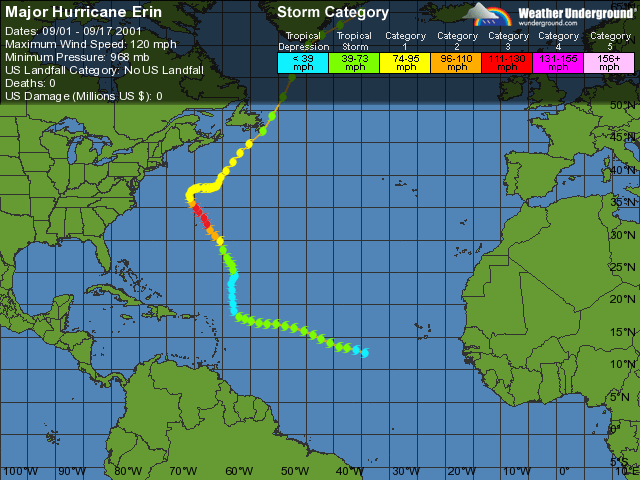 Major Hurricane Erin
Dates: 09/01 - 09/17 2001
Maximum Wind Speed: 120 mph
Minimum Pressure: 968 mb
US Landfall Category: No US Landfall
Deaths: 0
US Damage (Millions US $): 0
Storm Category
Weather Underground®
wunderground.com
Tropical Depression
< 39 mph
Tropical Storm
39-73 mph
Category 1
74-95 mph
Category 2
96-110 mph
Category 3
111-130 mph
Category 4
131-155 mph
Category 5
156+ mph
50°N
45°N
40°N
35°N
30°N
25°N
20°N
15°N
10°N
5°N
0°
5°S
100°W 90°W 80°W 70°W 60°W 50°W 40°W 30°W 20°W 10°W 0° 10°E